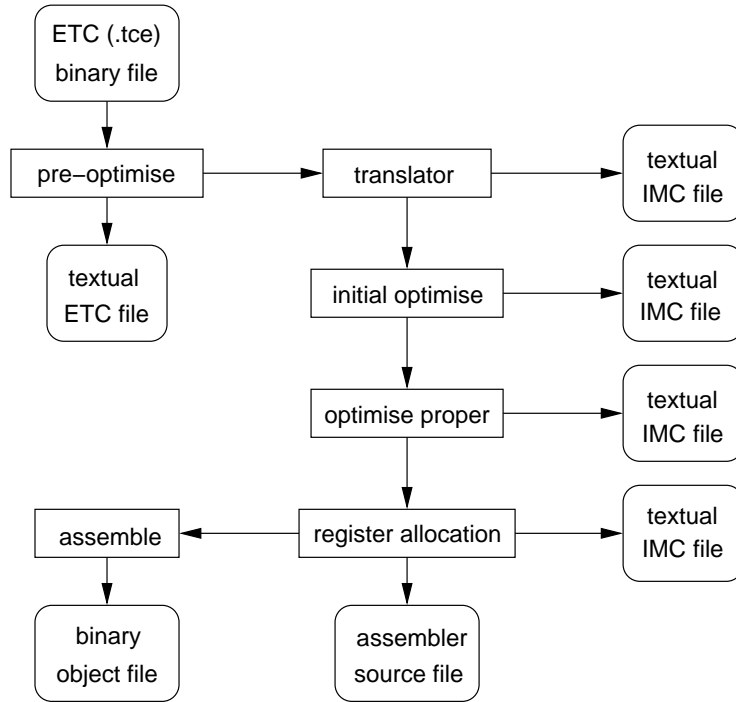 ETC (.tce)
binary file
pre−optimise
translator
textual
IMC file
textual
ETC file
initial optimise
textual
IMC file
optimise proper
textual
IMC file
assemble
register allocation
textual
IMC file
binary
object file
assembler
source file